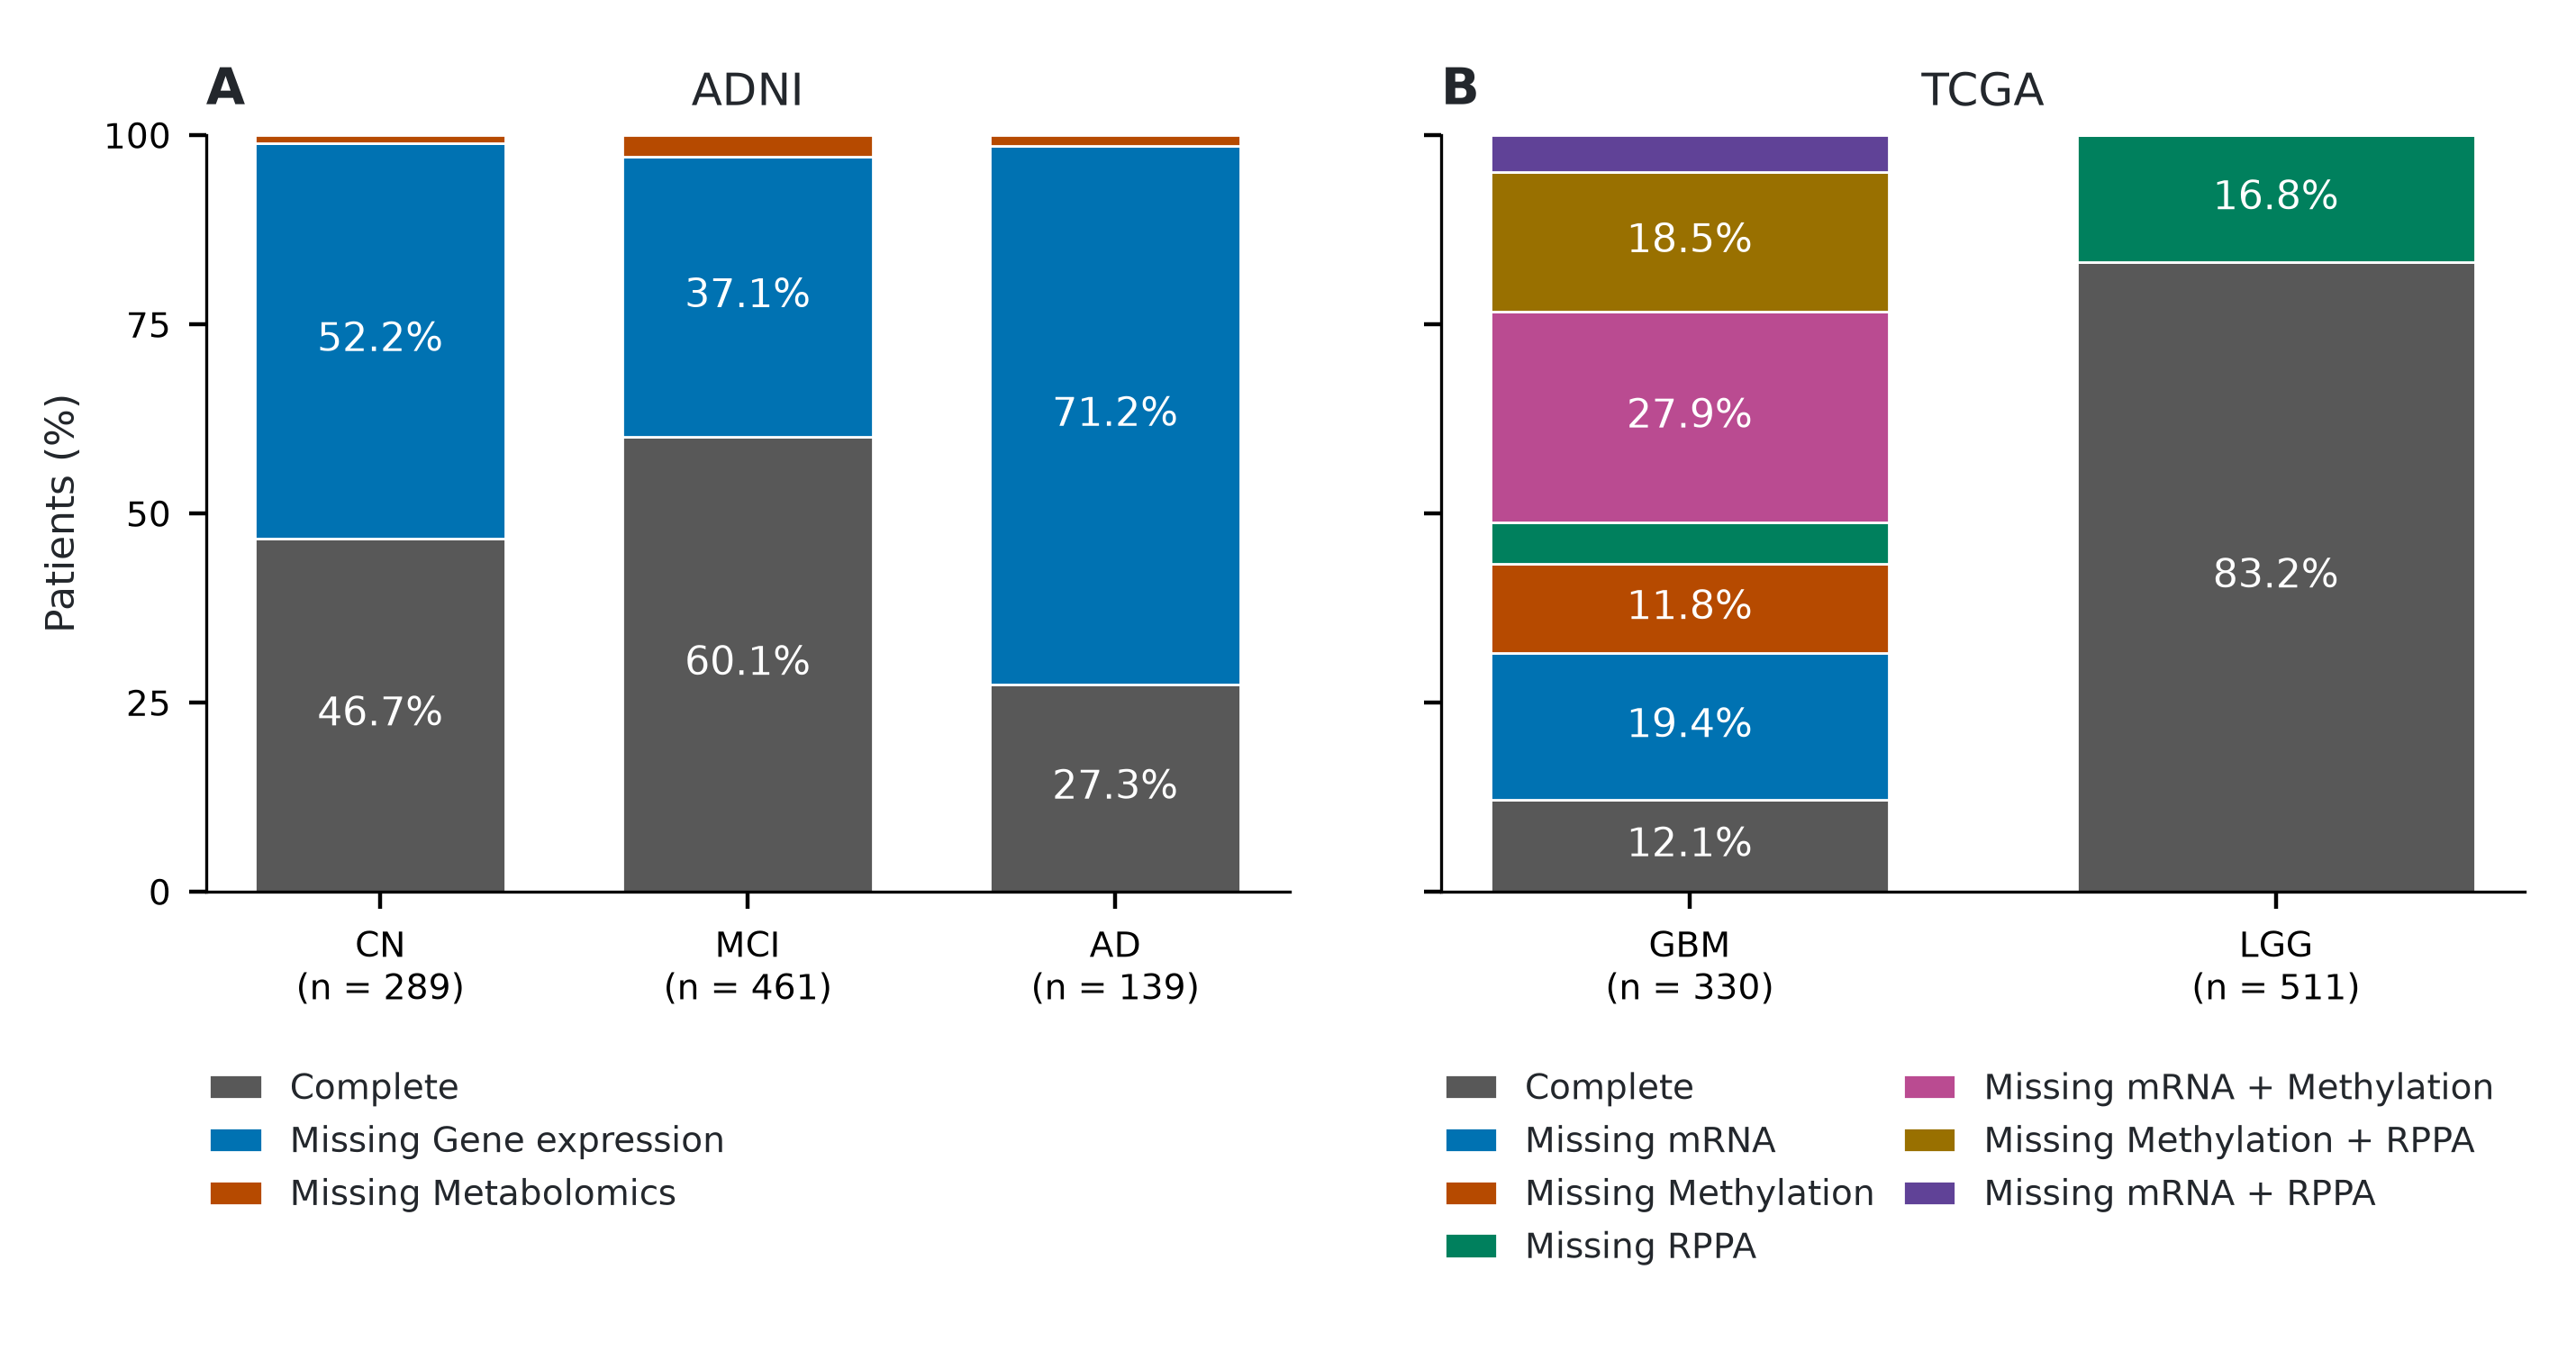 A
ADNI
Patients (%)
100
75
50
25
0
52.2%
46.7%
37.1%
60.1%
71.2%
27.3%
CN
(n = 289)
MCI
(n = 461)
AD
(n = 139)
Complete
Missing Gene expression
Missing Metabolomics
B
TCGA
18.5%
27.9%
11.8%
19.4%
12.1%
16.8%
83.2%
GBM
(n = 330)
LGG
(n = 511)
Complete
Missing mRNA
Missing Methylation
Missing RPPA
Missing mRNA + Methylation
Missing Methylation + RPPA
Missing mRNA + RPPA